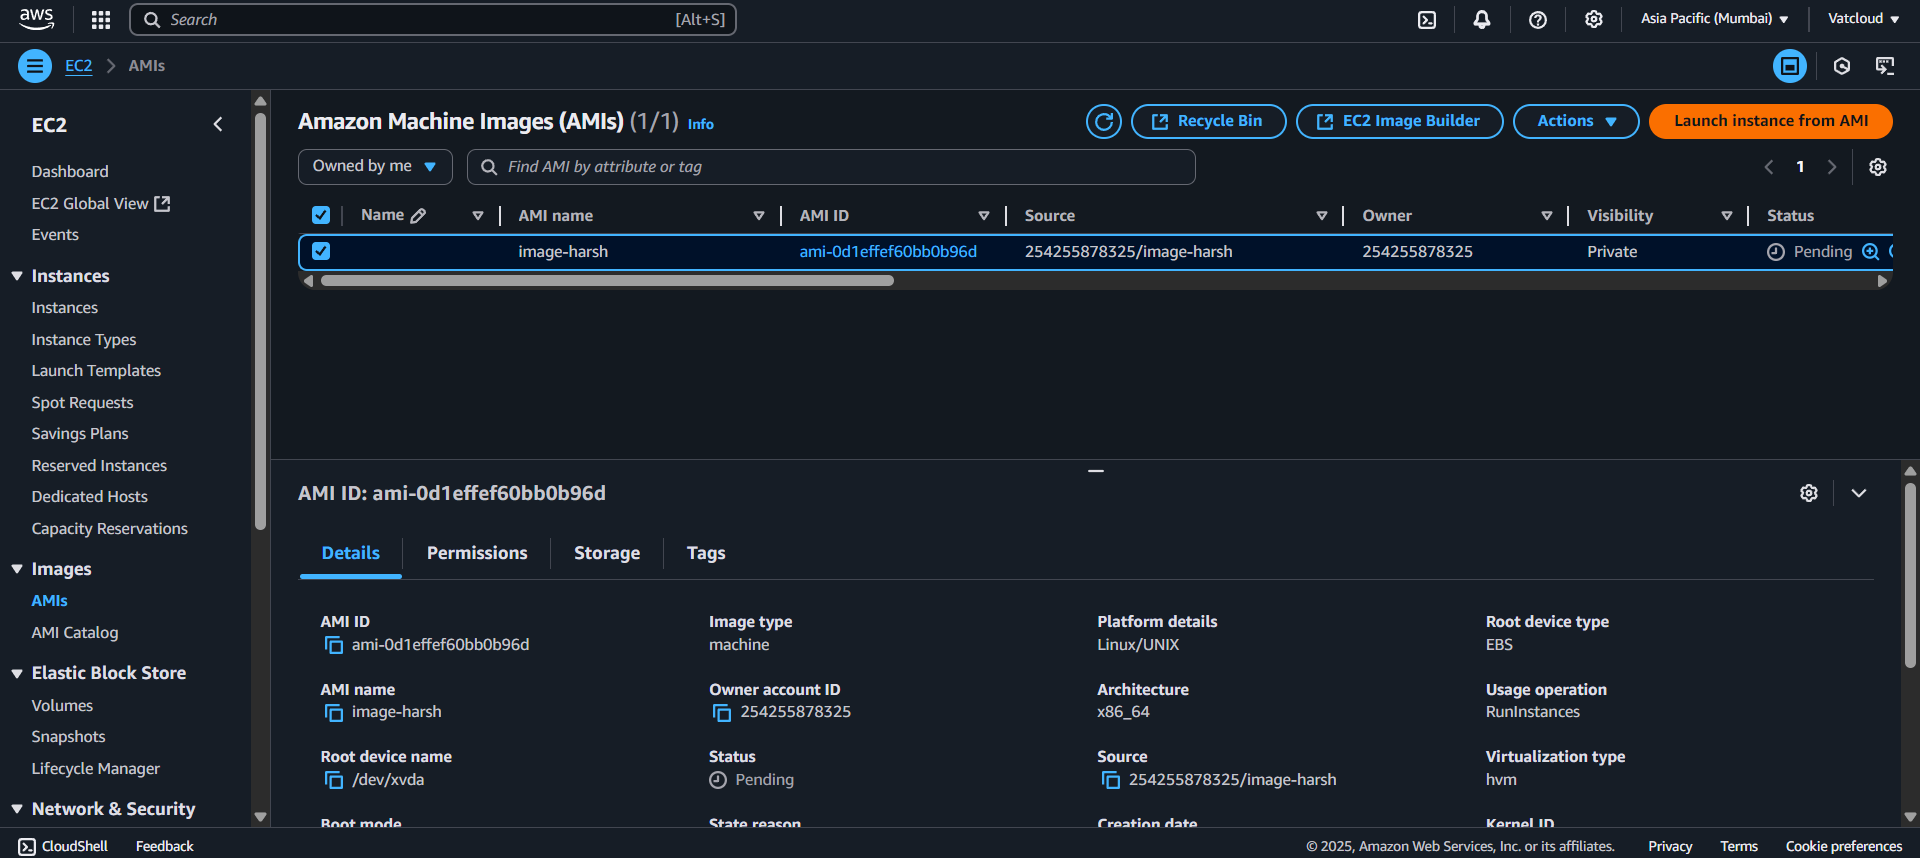 aws
Search [Alt+S]
Asia Pacific (Mumbai)
Vatcloud
EC2
AMIs
EC2
Dashboard
EC2 Global View
Events
Instances
Instances
Instance Types
Launch Templates
Spot Requests
Savings Plans
Reserved Instances
Dedicated Hosts
Capacity Reservations
Images
AMIs
AMI Catalog
Elastic Block Store
Volumes
Snapshots
Lifecycle Manager
Network & Security
Amazon Machine Images (AMIs) (1/1) Info
Recycle Bin
EC2 Image Builder
Actions
Launch instance from AMI
Owned by me
Find AMI by attribute or tag
1
Name AMI name AMI ID Source Owner Visibility Status
image-harsh ami-0d1effef60bb0b96d 254255878325/image-harsh 254255878325 Private Pending
AMI ID: ami-0d1effef60bb0b96d
Details Permissions Storage Tags
AMI ID Image type Platform details Root device type
ami-0d1effef60bb0b96d machine Linux/UNIX EBS
AMI name Owner account ID Architecture Usage operation
image-harsh 254255878325 x86_64 RunInstances
Root device name Status Source Virtualization type
/dev/xvda Pending 254255878325/image-harsh hvm
Boot mode State reason Creation date Kernel ID
CloudShell Feedback
© 2025, Amazon Web Services, Inc. or its affiliates. Privacy Terms Cookie preferences